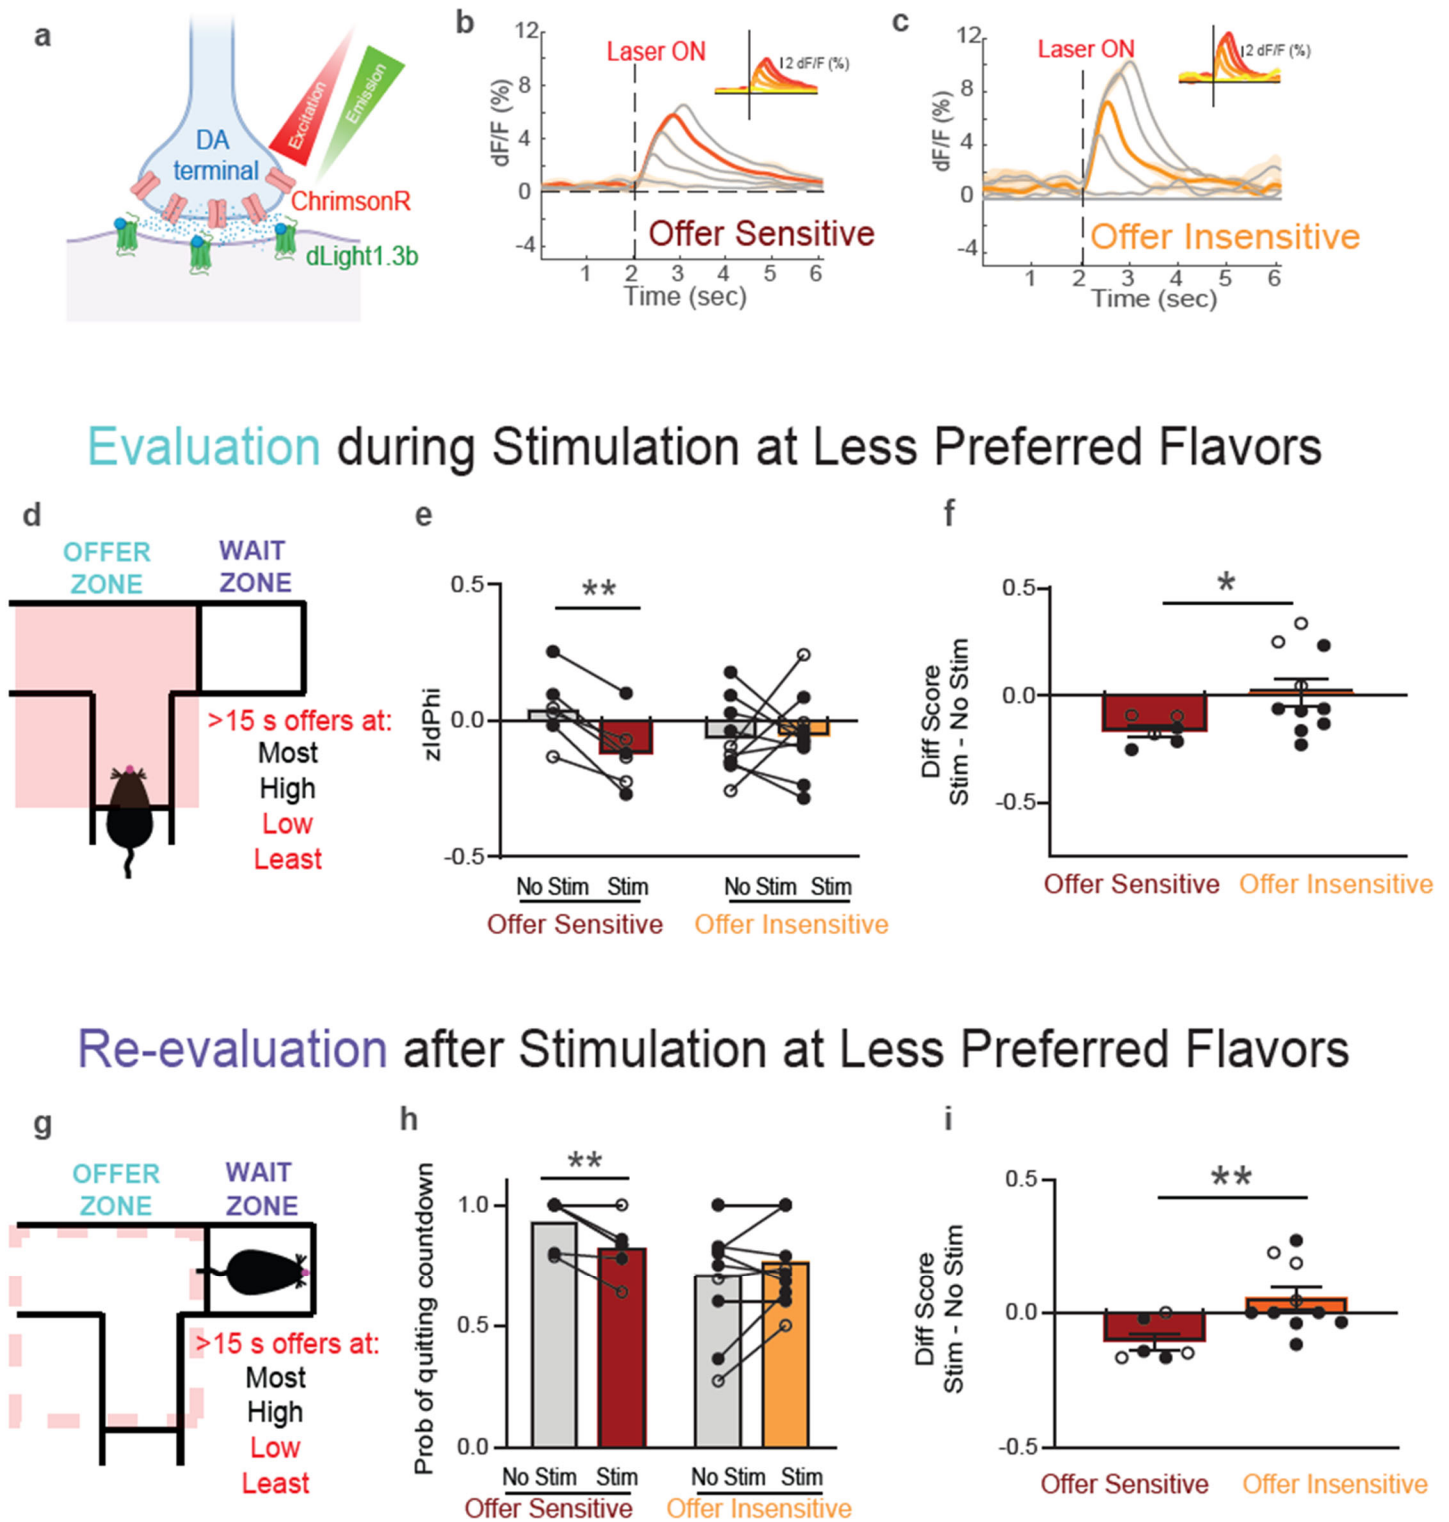 a
Excitation
Emission
DA
terminal
ChrimsonR
dLight1.3b
b
12
8
4
0
-4
dF/F (%)
Laser ON
2 dF/F (%)
Offer Sensitive
1 2 3 4 5 6
Time (sec)
c
12
8
4
0
-4
dF/F (%)
Laser ON
2 dF/F (%)
Offer Insensitive
1 2 3 4 5 6
Time (sec)
Evaluation during Stimulation at Less Preferred Flavors
d
OFFER
ZONE
WAIT
ZONE
>15 s offers at:
Most
High
Low
Least
e
0.5
0.0
-0.5
zIdPhi
**
No Stim Stim
No Stim Stim
Offer Sensitive
Offer Insensitive
f
0.5
0.0
-0.5
Diff Score
Stim - No Stim
*
Offer Sensitive
Offer Insensitive
Re-evaluation after Stimulation at Less Preferred Flavors
g
OFFER
ZONE
WAIT
ZONE
>15 s offers at:
Most
High
Low
Least
h
1.0
0.5
0.0
Prob of quitting countdown
**
No Stim Stim
No Stim Stim
Offer Sensitive
Offer Insensitive
i
0.5
0.0
-0.5
Diff Score
Stim - No Stim
**
Offer Sensitive
Offer Insensitive